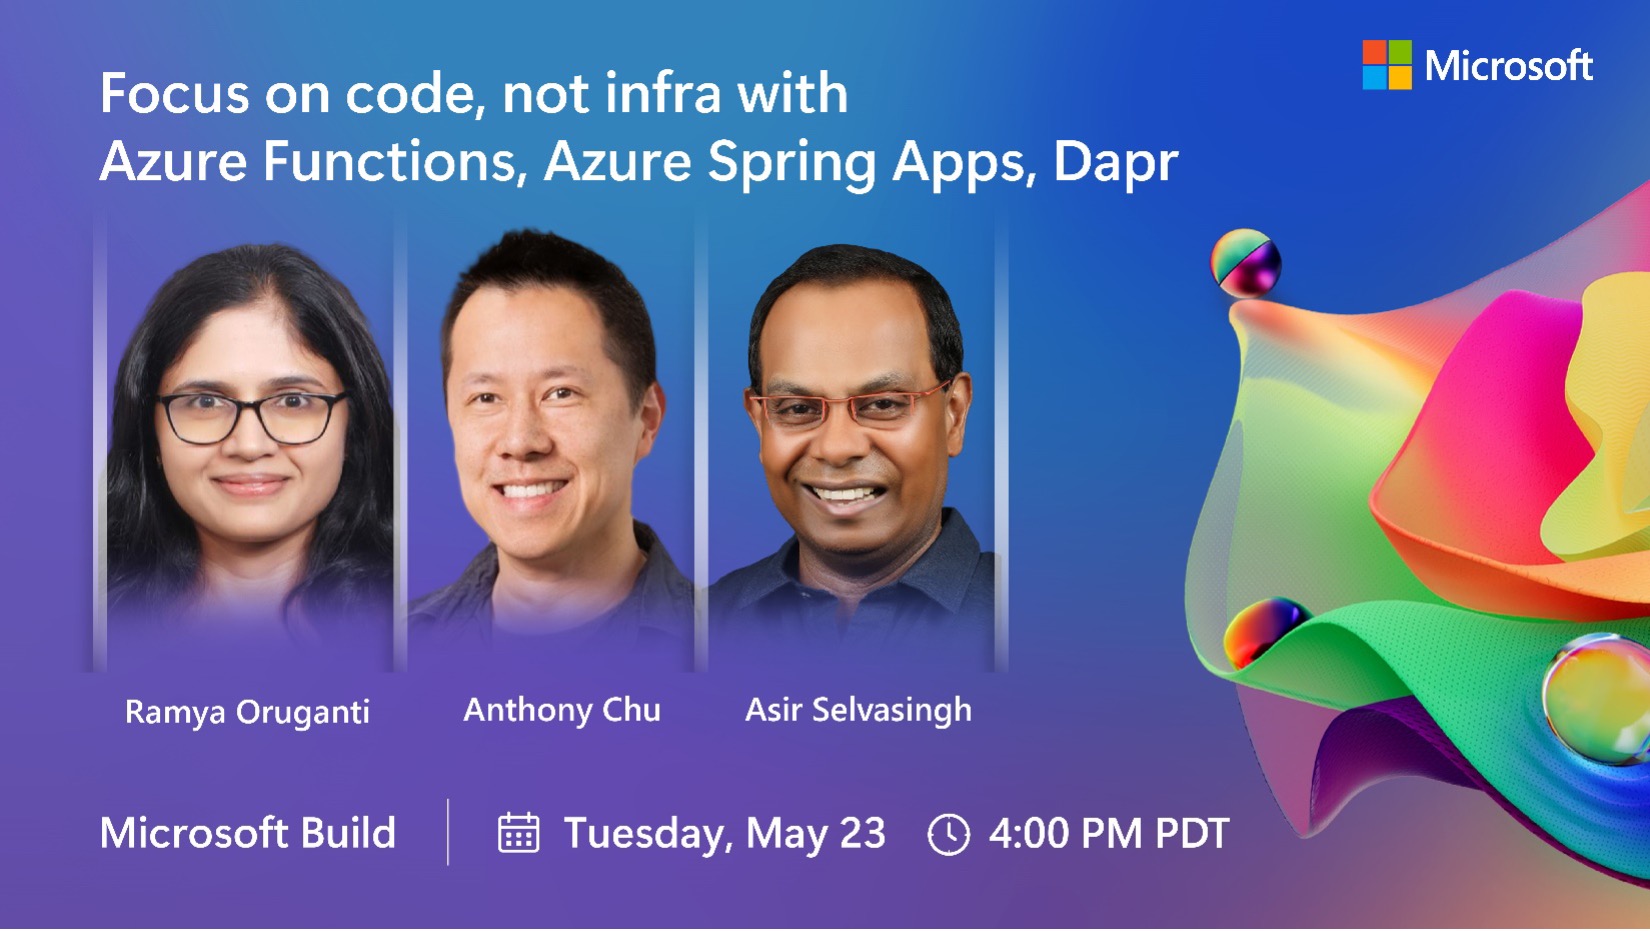 Microsoft
Focus on code, not infra with
Azure Functions, Azure Spring Apps, Dapr
Ramya Oruganti
Anthony Chu
Asir Selvasingh
Microsoft Build
Tuesday, May 23
4:00 PM PDT